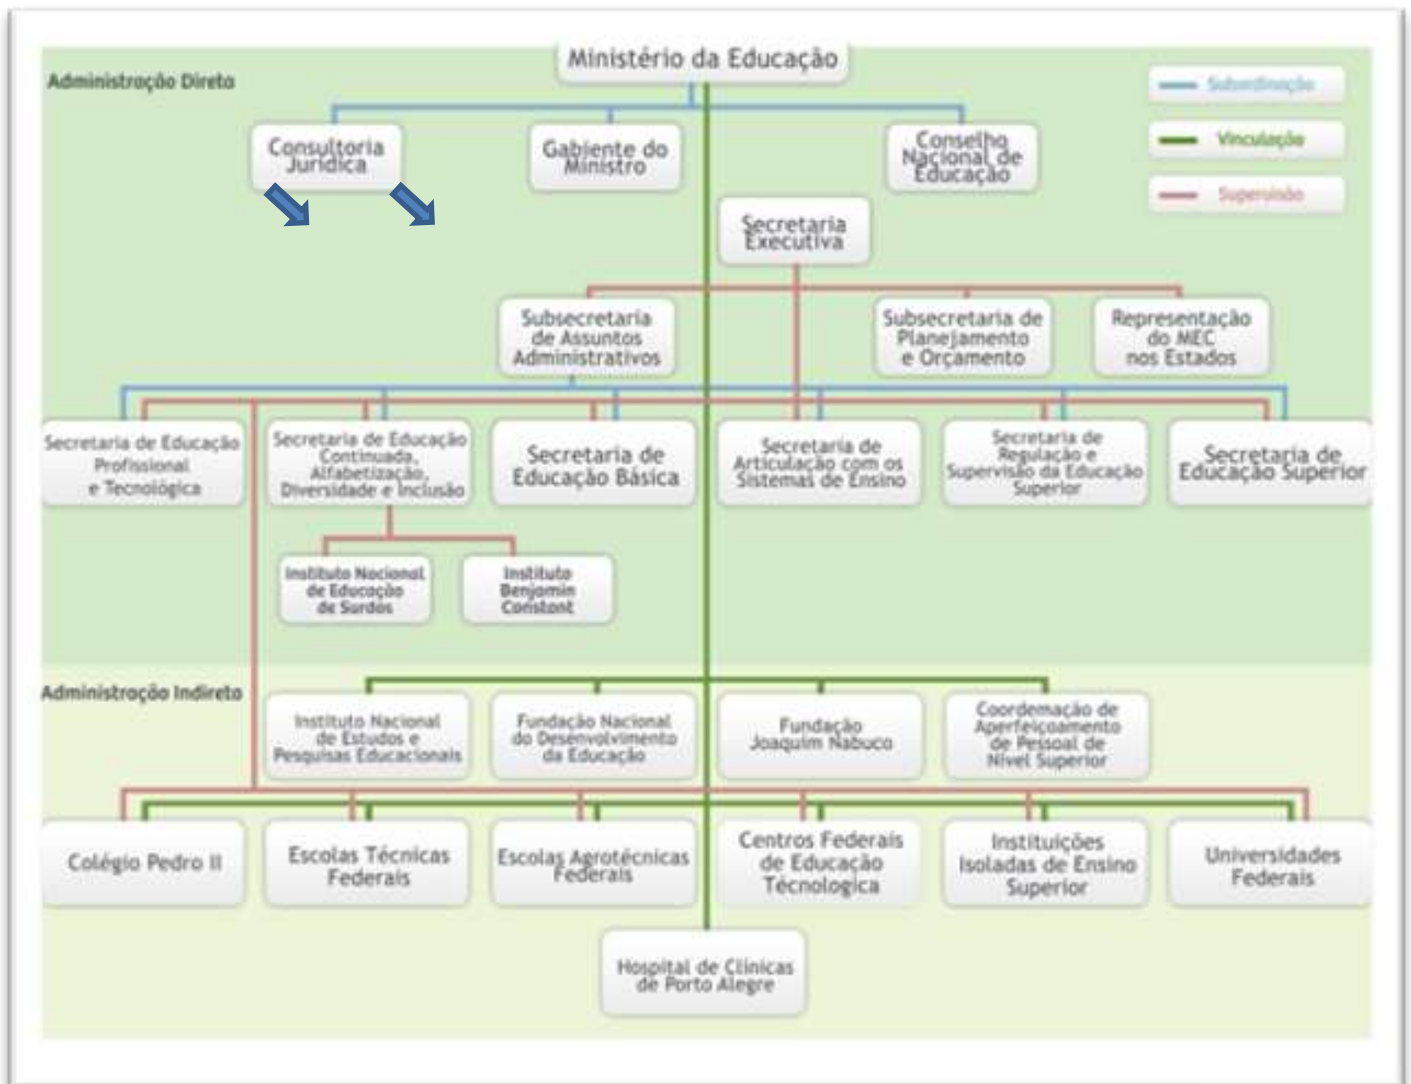 Ministério da Educação
Administração Direta
Subordinação
Vinculação
Supervisão
Consultoria
Jurídica
Gabiente do
Ministro
Conselho
Nacional de
Educação
Secretaria
Executiva
Subsecretaria
de Assuntos
Administrativos
Subsecretaria de
Planejamento
e Orçamento
Representação
do MEC
nos Estados
Secretaria de Educação
Profissional
e Tecnológica
Secretaria de Educação
Continuada,
Alfabetização,
Diversidade e Inclusão
Secretaria de
Educação Básica
Secretaria de
Articulação com os
Sistemas de Ensino
Secretaria de
Regulação e
Supervisão da Educação
Superior
Secretaria de
Educação Superior
Instituto Nacional
de Educação
de Surdos
Instituto
Benjamin
Constant
Administração Indireta
Instituto Nacional
de Estudos e
Pesquisas Educacionais
Fundação Nacional
do Desenvolvimento
da Educação
Fundação
Joaquim Nabuco
Coordemação de
Aperfeiçoamento
de Pessoal de
Nível Superior
Colégio Pedro II
Escolas Técnicas
Federais
Escolas Agrotécnicas
Federais
Centros Federais
de Educação
Técnologica
Instituições
Isoladas de Ensino
Superior
Universidades
Federais
Hospital de Clínicas
de Porto Alegre